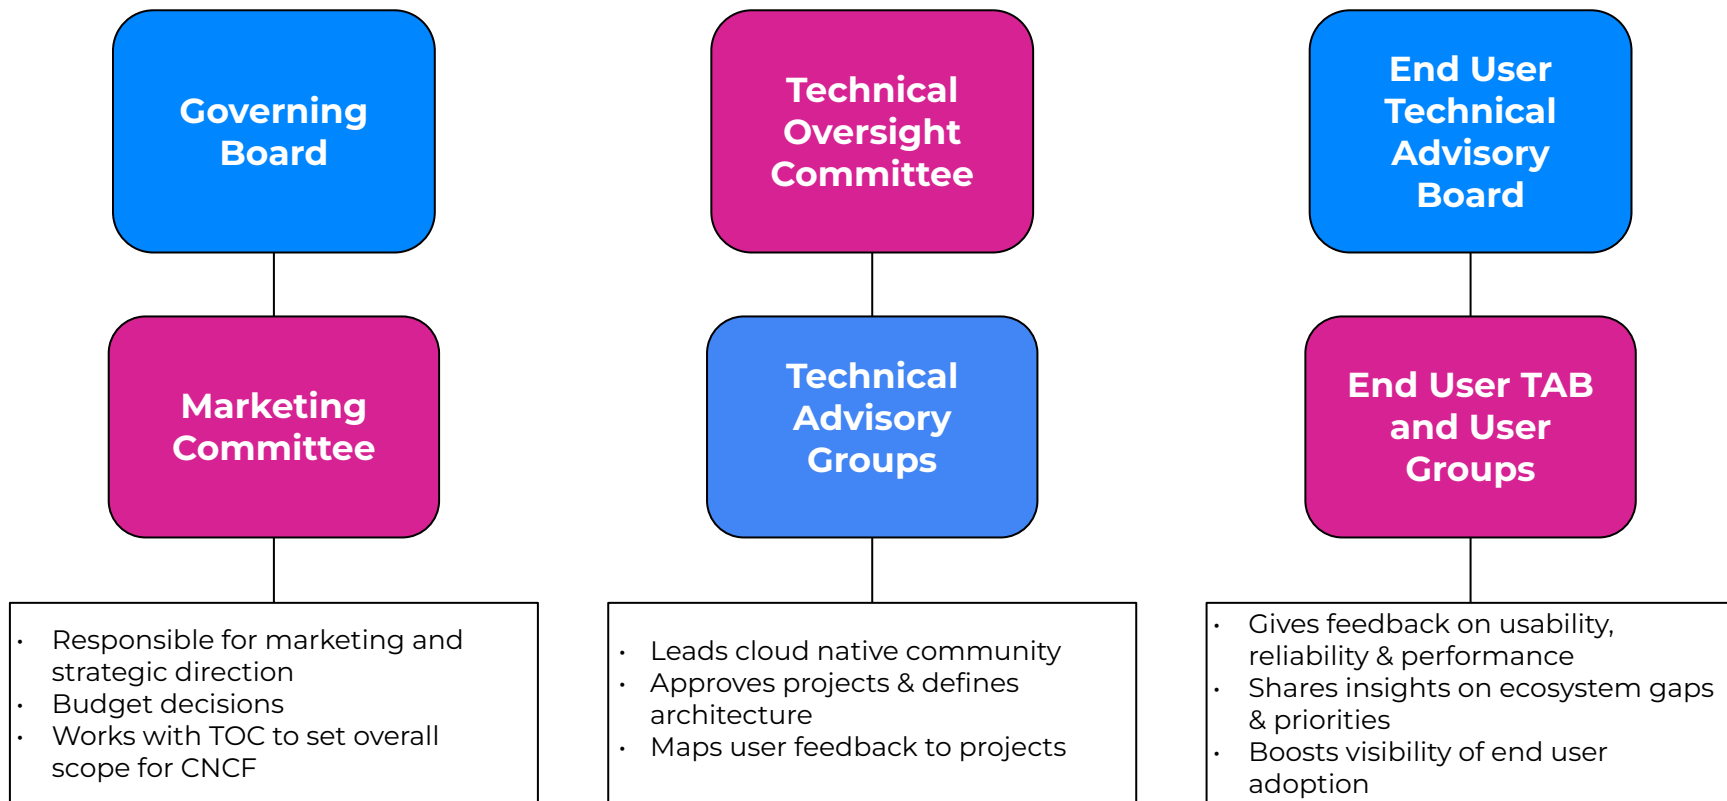 Governing
Board
Technical
Oversight
Committee
End User
Technical
Advisory
Board
Marketing
Committee
Technical
Advisory
Groups
End User TAB
and User
Groups
• Responsible for marketing and
strategic direction
• Budget decisions
• Works with TOC to set overall
scope for CNCF
• Leads cloud native community
• Approves projects & defines
architecture
• Maps user feedback to projects
• Gives feedback on usability,
reliability & performance
• Shares insights on ecosystem gaps
& priorities
• Boosts visibility of end user
adoption